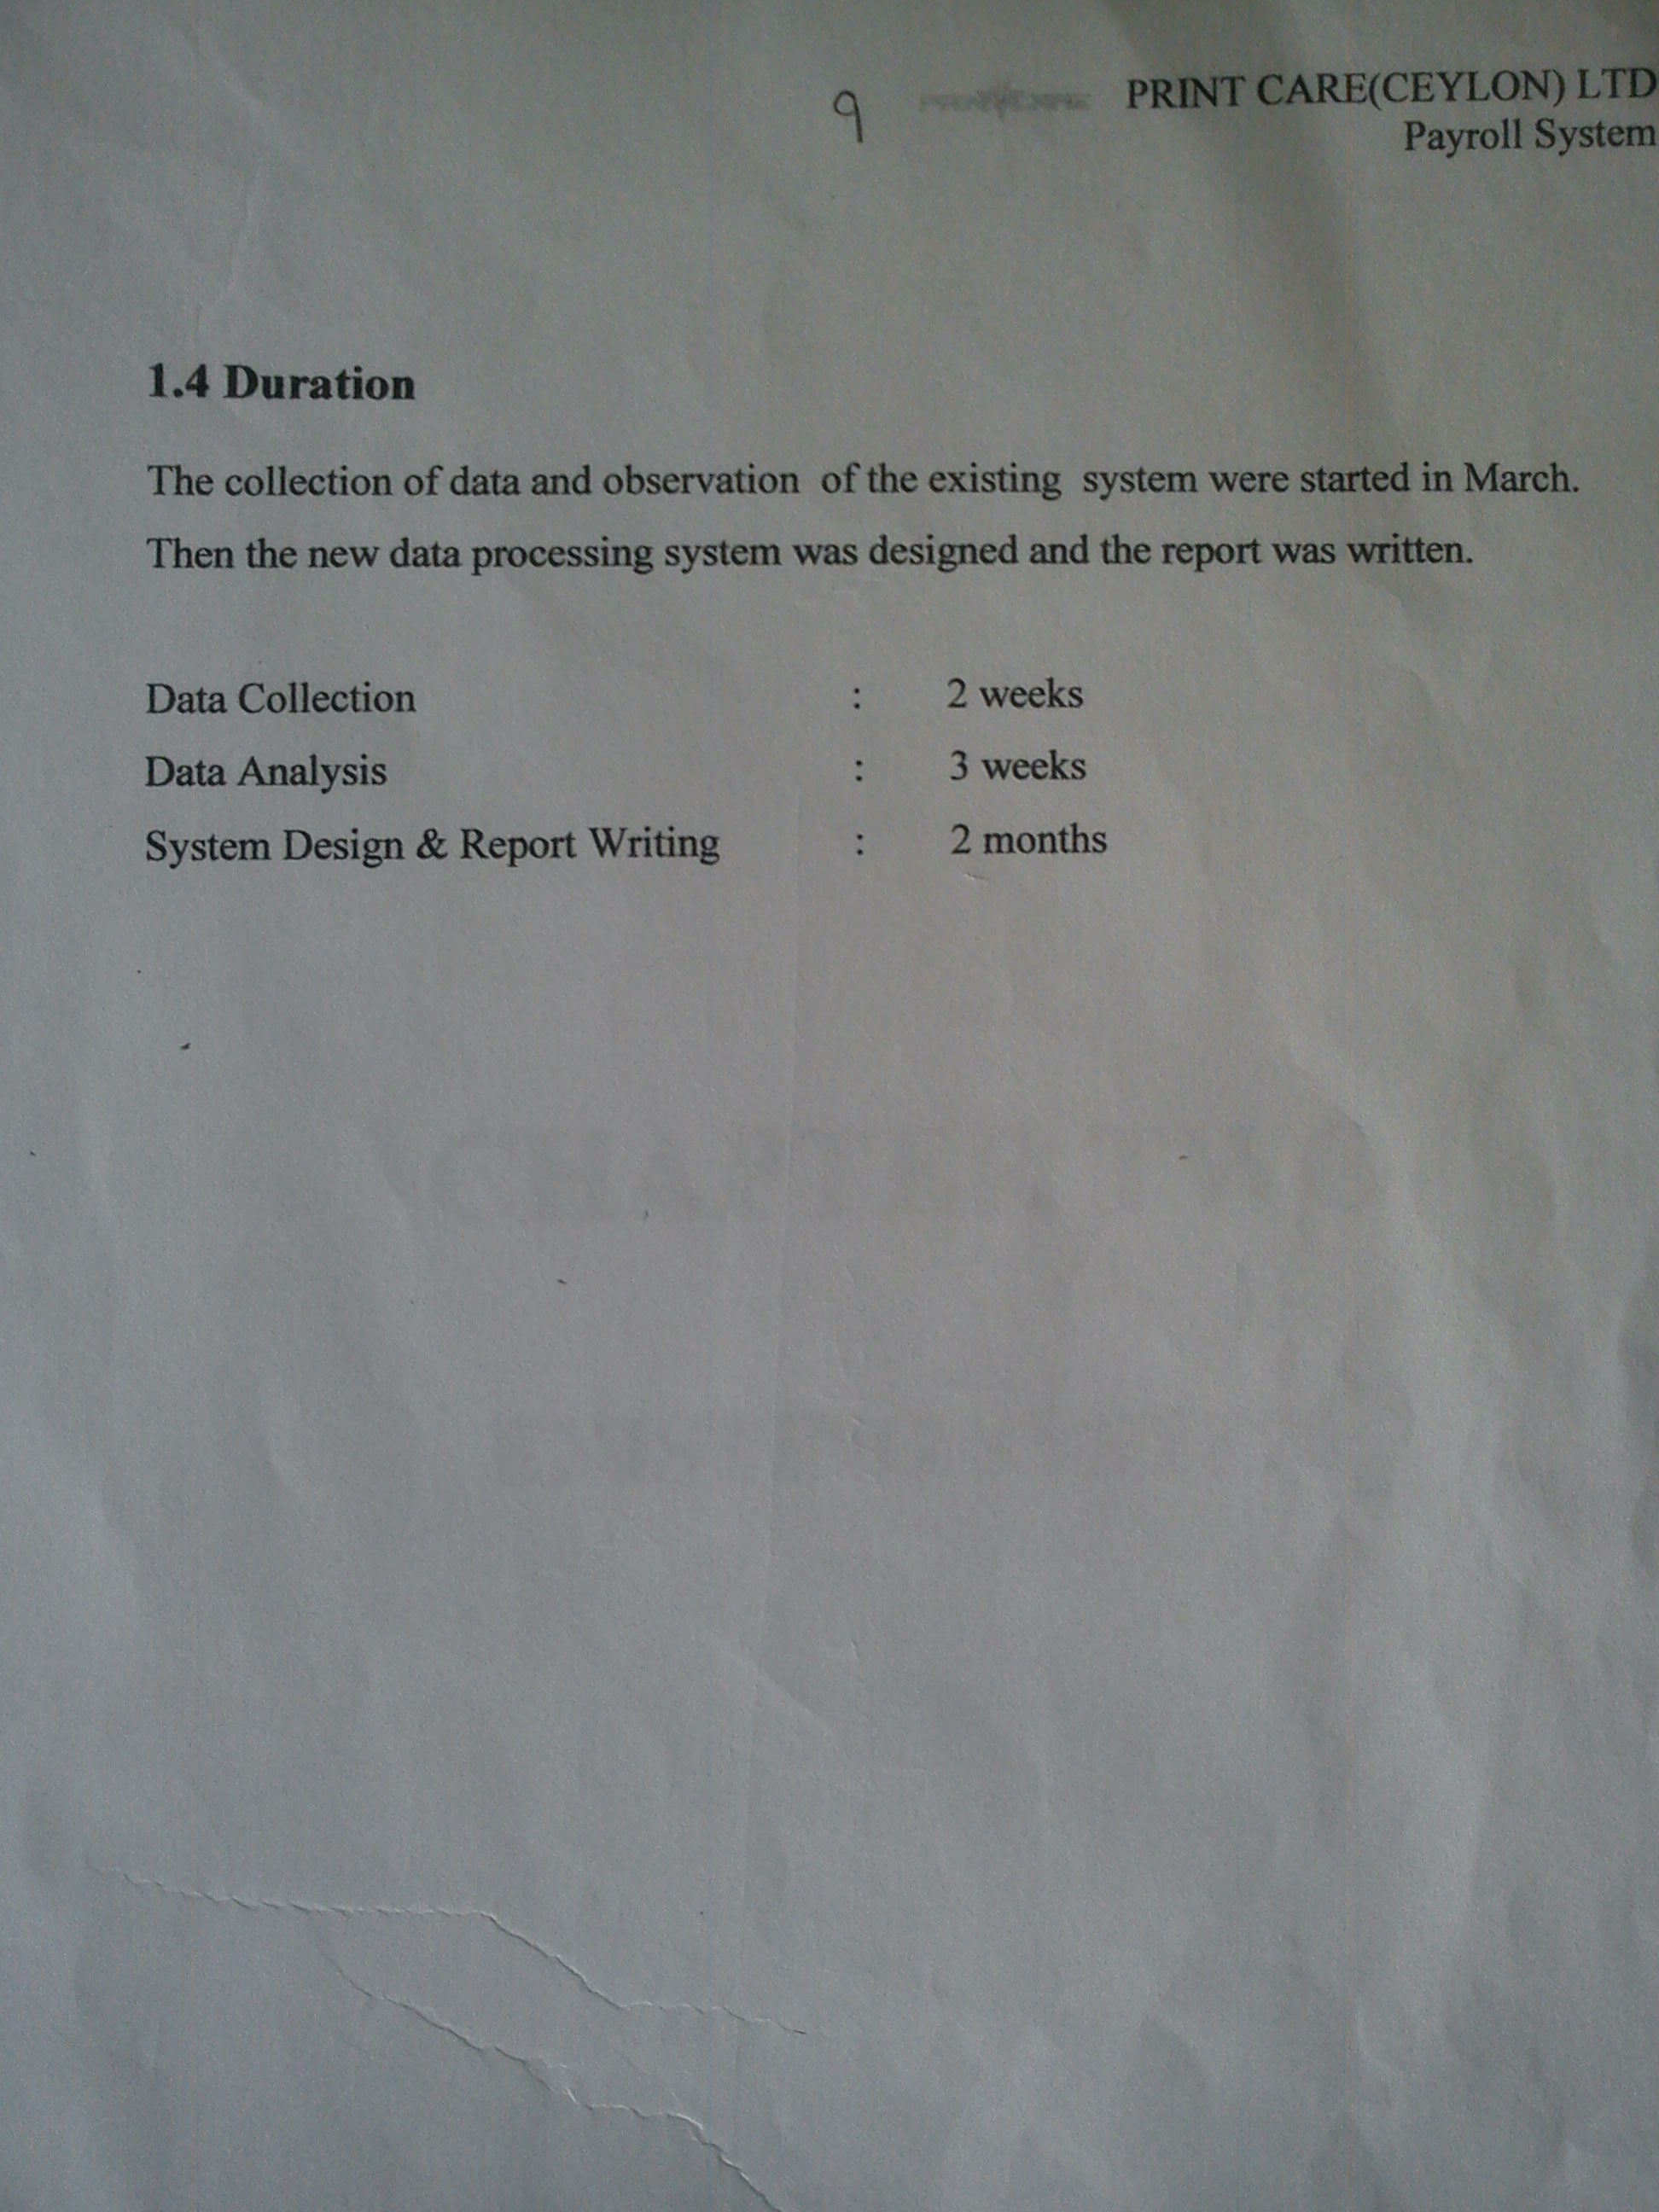 9 PRINT CARE(CEYLON) LTD
Payroll System
1.4 Duration
The collection of data and observation of the existing system were started in March.
Then the new data processing system was designed and the report was written.
Data Collection : 2 weeks
Data Analysis : 3 weeks
System Design & Report Writing : 2 months